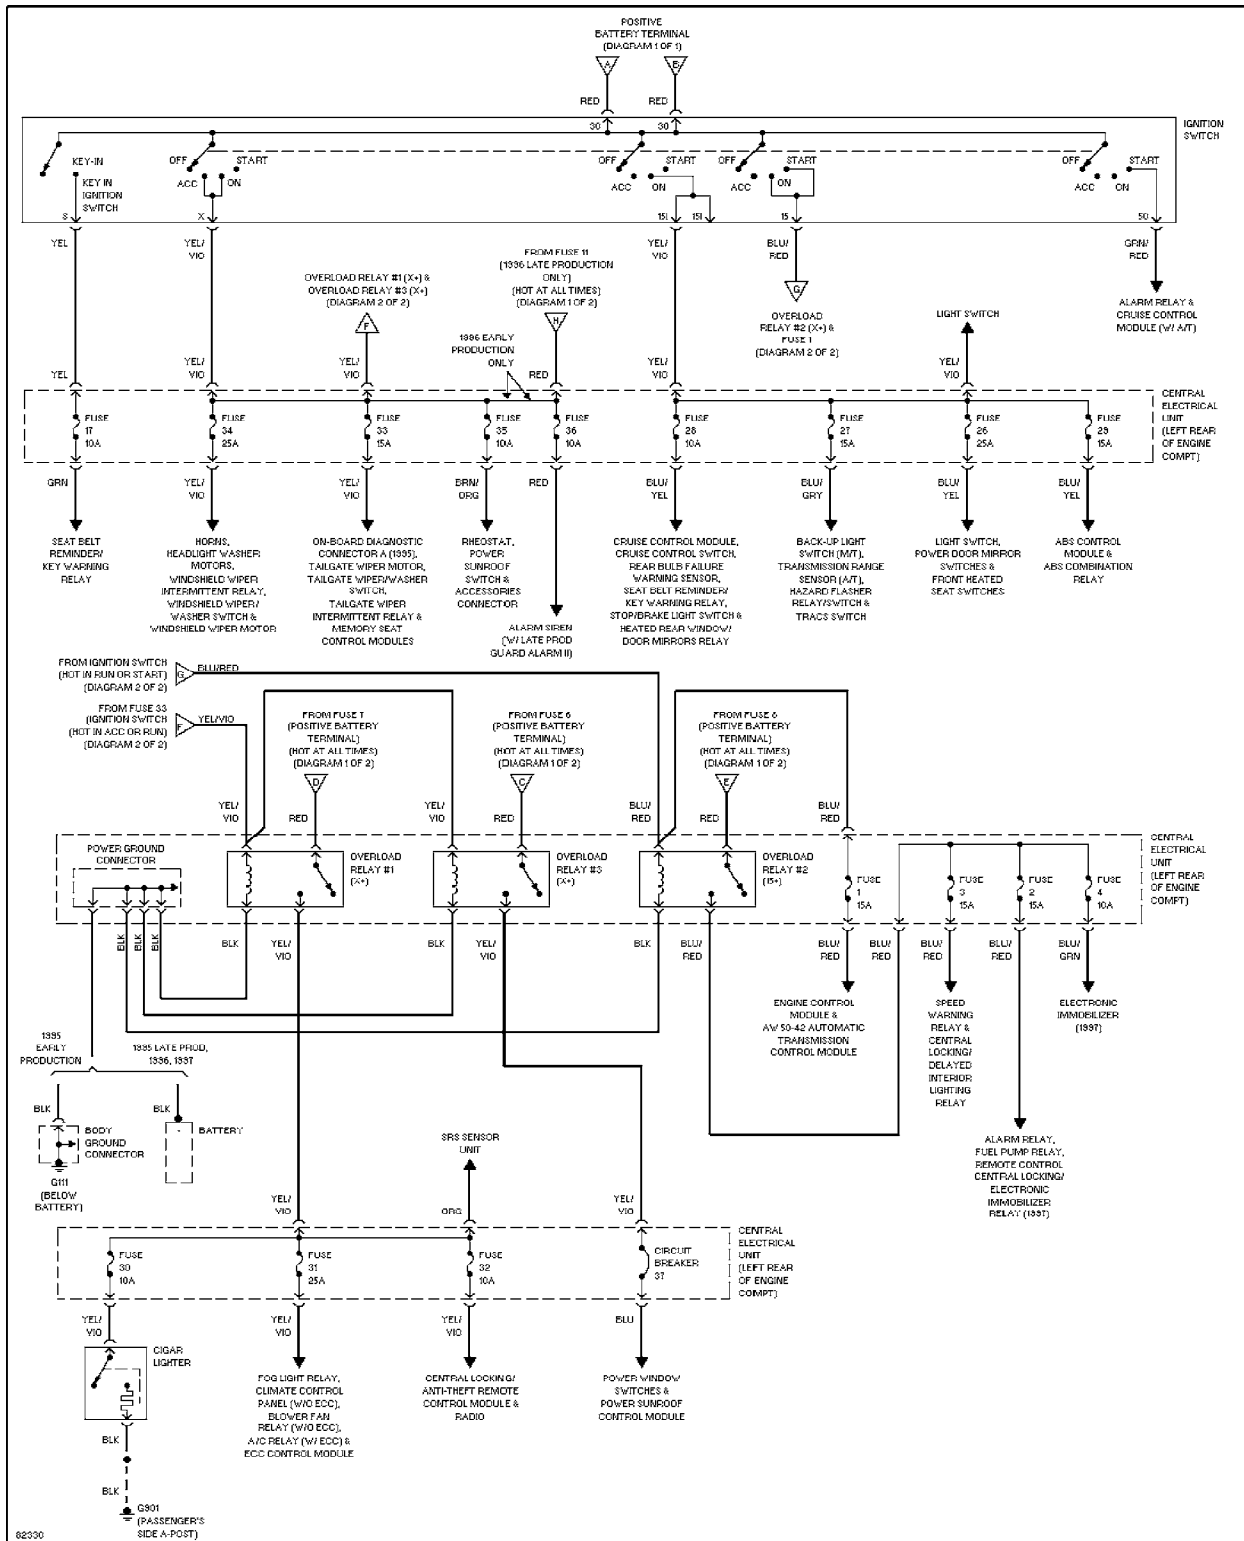 POSITIVE
BATTERY TERMINAL
(DIAGRAM 1 OF 1)
A
B
RED
RED
30
30
IGNITION
SWITCH
KEY-IN
KEY IN
IGNITION
SWITCH
OFF
START
ACC
ON
OFF
START
ACC
ON
OFF
START
ACC
ON
OFF
START
ACC
ON
S
X
15I
15I
15
50
YEL
YEL/
VIO
YEL/
VIO
BLU/
RED
GRN/
RED
OVERLOAD RELAY #1 (X+) &
OVERLOAD RELAY #3 (X+)
(DIAGRAM 2 OF 2)
F
FROM FUSE 11
(1996 LATE PRODUCTION
ONLY)
(HOT AT ALL TIMES)
(DIAGRAM 1 OF 2)
H
1996 EARLY
PRODUCTION
ONLY
G
OVERLOAD
RELAY #2 (X+) &
FUSE 1
(DIAGRAM 2 OF 2)
LIGHT SWITCH
ALARM RELAY &
CRUISE CONTROL
MODULE (W/ A/T)
YEL
YEL/
VIO
YEL/
VIO
RED
YEL/
VIO
YEL/
VIO
CENTRAL
ELECTRICAL
UNIT
(LEFT REAR
OF ENGINE
COMPT)
FUSE
17
10A
FUSE
34
25A
FUSE
33
15A
FUSE
35
10A
FUSE
36
10A
FUSE
28
10A
FUSE
27
15A
FUSE
26
25A
FUSE
29
15A
GRN
YEL/
VIO
YEL/
VIO
BRN/
ORG
RED
BLU/
YEL
BLU/
GRY
BLU/
YEL
BLU/
YEL
SEAT BELT
REMINDER/
KEY WARNING
RELAY
HORNS,
HEADLIGHT WASHER
MOTORS,
WINDSHIELD WIPER
INTERMITTENT RELAY,
WINDSHIELD WIPER/
WASHER SWITCH &
WINDSHIELD WIPER MOTOR
ON-BOARD DIAGNOSTIC
CONNECTOR A (1995),
TAILGATE WIPER MOTOR,
TAILGATE WIPER/WASHER
SWITCH,
TAILGATE WIPER
INTERMITTENT RELAY &
MEMORY SEAT
CONTROL MODULES
RHEOSTAT,
POWER
SUNROOF
SWITCH &
ACCESSORIES
CONNECTOR
ALARM SIREN
(W/ LATE PROD
GUARD ALARM II)
CRUISE CONTROL MODULE,
CRUISE CONTROL SWITCH,
REAR BULB FAILURE
WARNING SENSOR,
SEAT BELT REMINDER/
KEY WARNING RELAY,
STOP/BRAKE LIGHT SWITCH &
HEATED REAR WINDOW/
DOOR MIRRORS RELAY
BACK-UP LIGHT
SWITCH (M/T),
TRANSMISSION RANGE
SENSOR (A/T),
HAZARD FLASHER
RELAY/SWITCH &
TRACS SWITCH
LIGHT SWITCH,
POWER DOOR MIRROR
SWITCHES &
FRONT HEATED
SEAT SWITCHES
ABS CONTROL
MODULE &
ABS COMBINATION
RELAY
FROM IGNITION SWITCH
(HOT IN RUN OR START)
(DIAGRAM 2 OF 2)
G
BLU/RED
FROM FUSE 33
(IGNITION SWITCH
(HOT IN ACC OR RUN)
(DIAGRAM 2 OF 2)
F
YEL/VIO
FROM FUSE 7
(POSITIVE BATTERY
TERMINAL)
(HOT AT ALL TIMES)
(DIAGRAM 1 OF 2)
D
FROM FUSE 6
(POSITIVE BATTERY
TERMINAL)
(HOT AT ALL TIMES)
(DIAGRAM 1 OF 2)
C
FROM FUSE 8
(POSITIVE BATTERY
TERMINAL)
(HOT AT ALL TIMES)
(DIAGRAM 1 OF 2)
E
YEL/
VIO
RED
YEL/
VIO
RED
BLU/
RED
RED
BLU/
RED
POWER GROUND
CONNECTOR
OVERLOAD
RELAY #1
(X+)
OVERLOAD
RELAY #3
(X+)
OVERLOAD
RELAY #2
(15+)
FUSE
1
15A
FUSE
3
15A
FUSE
2
15A
FUSE
4
10A
CENTRAL
ELECTRICAL
UNIT
(LEFT REAR
OF ENGINE
COMPT)
BLK
BLK
BLK
BLK
YEL/
VIO
BLK
YEL/
VIO
BLK
BLU/
RED
BLU/
RED
BLU/
RED
BLU/
RED
BLU/
RED
BLU/
GRN
ENGINE CONTROL
MODULE &
AW 50-42 AUTOMATIC
TRANSMISSION
CONTROL MODULE
SPEED
WARNING
RELAY &
CENTRAL
LOCKING/
DELAYED
INTERIOR
LIGHTING
RELAY
ELECTRONIC
IMMOBILIZER
(1997)
ALARM RELAY,
FUEL PUMP RELAY,
REMOTE CONTROL
CENTRAL LOCKING/
ELECTRONIC
IMMOBILIZER
RELAY (1997)
1995
EARLY
PRODUCTION
1995 LATE PROD,
1996, 1997
BLK
BLK
BODY
GROUND
CONNECTOR
-
BATTERY
G111
(BELOW
BATTERY)
SRS SENSOR
UNIT
YEL/
VIO
ORG
YEL/
VIO
FUSE
30
10A
FUSE
31
25A
FUSE
32
10A
CIRCUIT
BREAKER
37
CENTRAL
ELECTRICAL
UNIT
(LEFT REAR
OF ENGINE
COMPT)
YEL/
VIO
YEL/
VIO
YEL/
VIO
BLU
CIGAR
LIGHTER
FOG LIGHT RELAY,
CLIMATE CONTROL
PANEL (W/O ECC),
BLOWER FAN
RELAY (W/O ECC),
A/C RELAY (W/ ECC) &
ECC CONTROL MODULE
CENTRAL LOCKING/
ANTI-THEFT REMOTE
CONTROL MODULE &
RADIO
POWER WINDOW
SWITCHES &
POWER SUNROOF
CONTROL MODULE
BLK
BLK
G901
(PASSENGER'S
SIDE A-POST)
82330